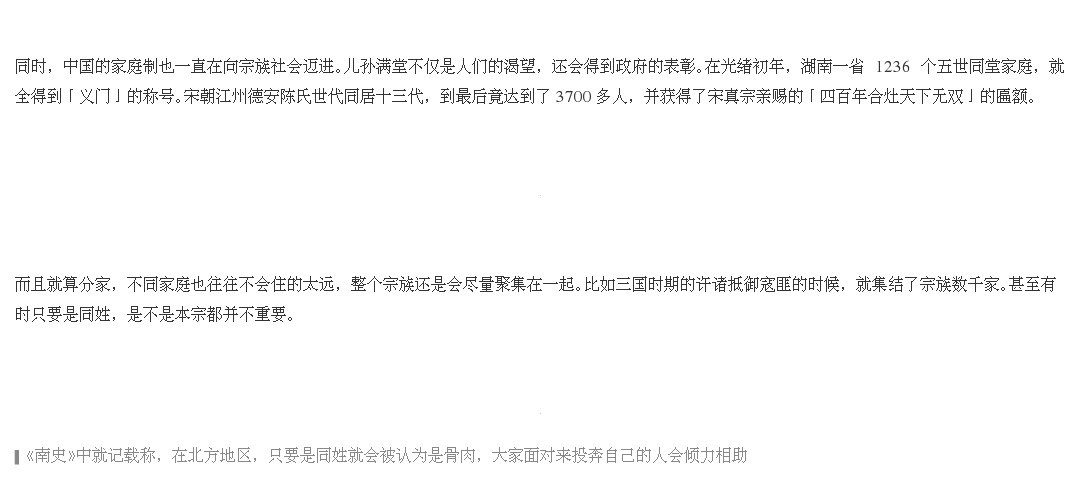 同时，中国的家庭制也一直在向宗族社会迈进。儿孙满堂不仅是人们的渴望，还会得到政府的表彰。在光绪初年，湖南一省 1236 个五世同堂家庭，就
全得到「义门」的称号。宋朝江州德安陈氏世代同居十三代，到最后竟达到了 3700 多人，并获得了宋真宗亲赐的「四百年合灶天下无双」的匾额。
而且就算分家，不同家庭也往往不会住的太远，整个宗族还是会尽量聚集在一起。比如三国时期的许诸抵御寇匪的时候，就集结了宗族数千家。甚至有
时只要是同姓，是不是本宗都并不重要。
《南史》中就记载称，在北方地区，只要是同姓就会被认为是骨肉，大家面对来投奔自己的人会倾力相助